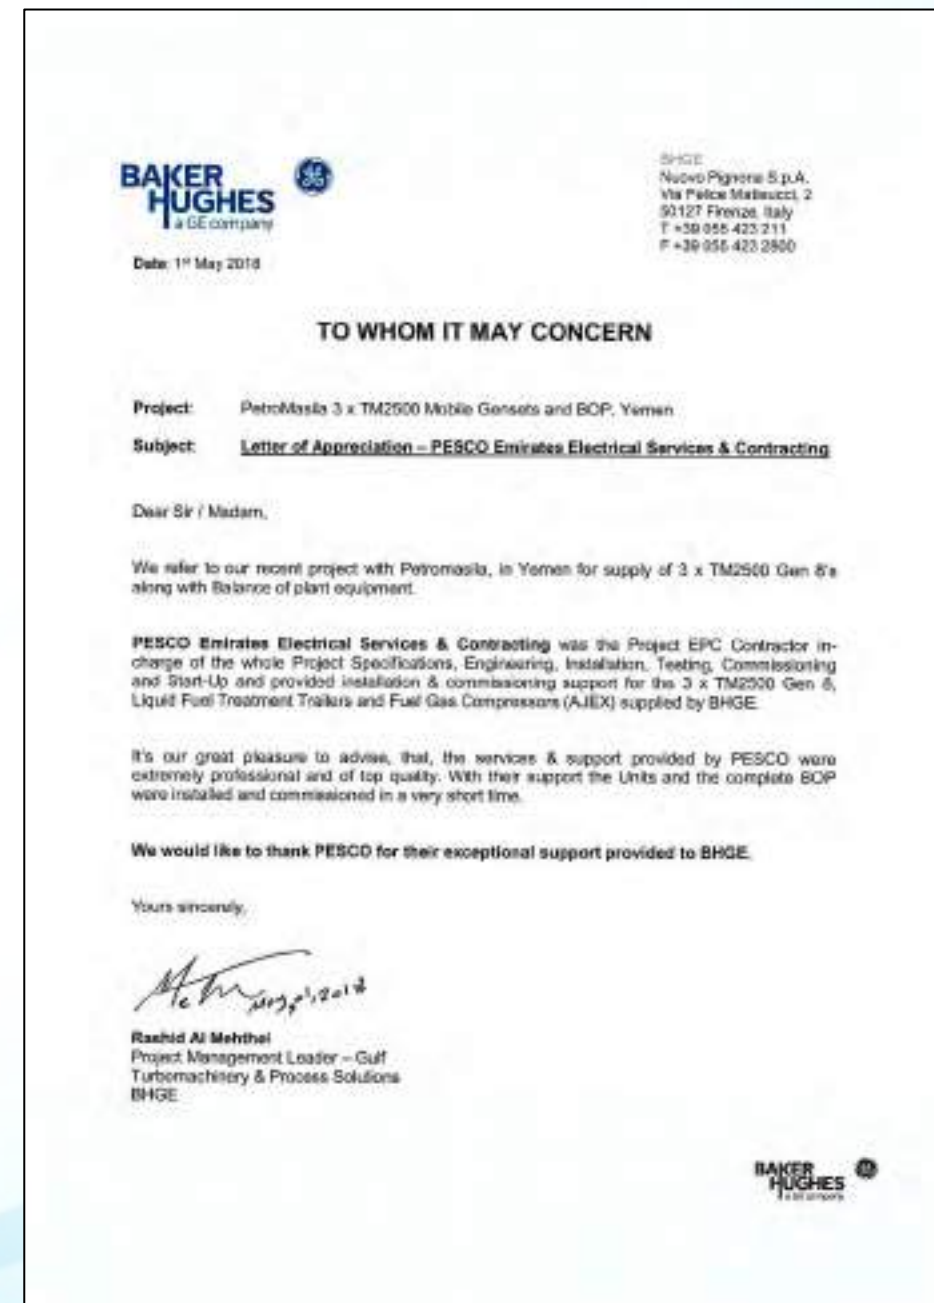 BAKER
HUGHES
a GE company
BHGE
Nuovo Pignone S.p.A.
Via Felice Matteucci, 2
50127 Firenze, Italy
T +39 055 423 211
F +39 055 423 2800
Date: 1st May 2018
TO WHOM IT MAY CONCERN
Project: PetroMasila 3 x TM2500 Mobile Gensets and BOP, Yemen
Subject: Letter of Appreciation – PESCO Emirates Electrical Services & Contracting
Dear Sir / Madam,
We refer to our recent project with Petromasila, in Yemen for supply of 3 x TM2500 Gen 8's
along with Balance of plant equipment.
PESCO Emirates Electrical Services & Contracting was the Project EPC Contractor in-
charge of the whole Project Specifications, Engineering, Installation, Testing, Commissioning
and Start-Up and provided installation & commissioning support for the 3 x TM2500 Gen 8,
Liquid Fuel Treatment Trailers and Fuel Gas Compressors (AJEX) supplied by BHGE.
It's our great pleasure to advise, that, the services & support provided by PESCO were
extremely professional and of top quality. With their support the Units and the complete BOP
were installed and commissioned in a very short time.
We would like to thank PESCO for their exceptional support provided to BHGE.
Yours sincerely,
Rashid Al Mehthel
Project Management Leader – Gulf
Turbomachinery & Process Solutions
BHGE
BAKER
HUGHES
a GE company